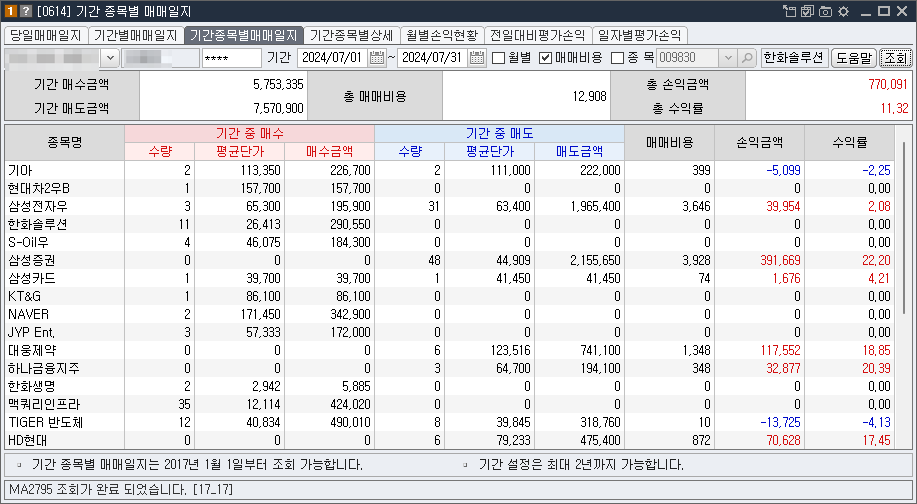 1 ? [0614] 기간 종목별 매매일지
당일매매일지 기간별매매일지 기간종목별매매일지 기간종목별상세 월별손익현황 전일대비평가손익 일자별평가손익
**** 기간 2024/07/01 ~ 2024/07/31 월별 매매비용 종 목 009830 한화솔루션 도움말 조회
기간 매수금액 5,753,335 총 매매비용 12,908 총 손익금액 770,091
기간 매도금액 7,570,900 총 수익률 11.32
종목명 기간 중 매수 기간 중 매도 매매비용 손익금액 수익률
수량 평균단가 매수금액 수량 평균단가 매도금액
기아 2 113,350 226,700 2 111,000 222,000 399 -5,099 -2.25
현대차2우B 1 157,700 157,700 0 0 0 0 0 0.00
삼성전자우 3 65,300 195,900 31 63,400 1,965,400 3,646 39,954 2.08
한화솔루션 11 26,413 290,550 0 0 0 0 0 0.00
S-Oil우 4 46,075 184,300 0 0 0 0 0 0.00
삼성증권 0 0 0 48 44,909 2,155,650 3,928 391,669 22.20
삼성카드 1 39,700 39,700 1 41,450 41,450 74 1,676 4.21
KT&G 1 86,100 86,100 0 0 0 0 0 0.00
NAVER 2 171,450 342,900 0 0 0 0 0 0.00
JYP Ent. 3 57,333 172,000 0 0 0 0 0 0.00
대웅제약 0 0 0 6 123,516 741,100 1,348 117,552 18.85
하나금융지주 0 0 0 3 64,700 194,100 348 32,877 20.39
한화생명 2 2,942 5,885 0 0 0 0 0 0.00
맥쿼리인프라 35 12,114 424,020 0 0 0 0 0 0.00
TIGER 반도체 12 40,834 490,010 8 39,845 318,760 10 -13,725 -4.13
HD현대 0 0 0 6 79,233 475,400 872 70,628 17.45
▫ 기간 종목별 매매일지는 2017년 1월 1일부터 조회 가능합니다. ▫ 기간 설정은 최대 2년까지 가능합니다.
MA2795 조회가 완료 되었습니다. [17_17]